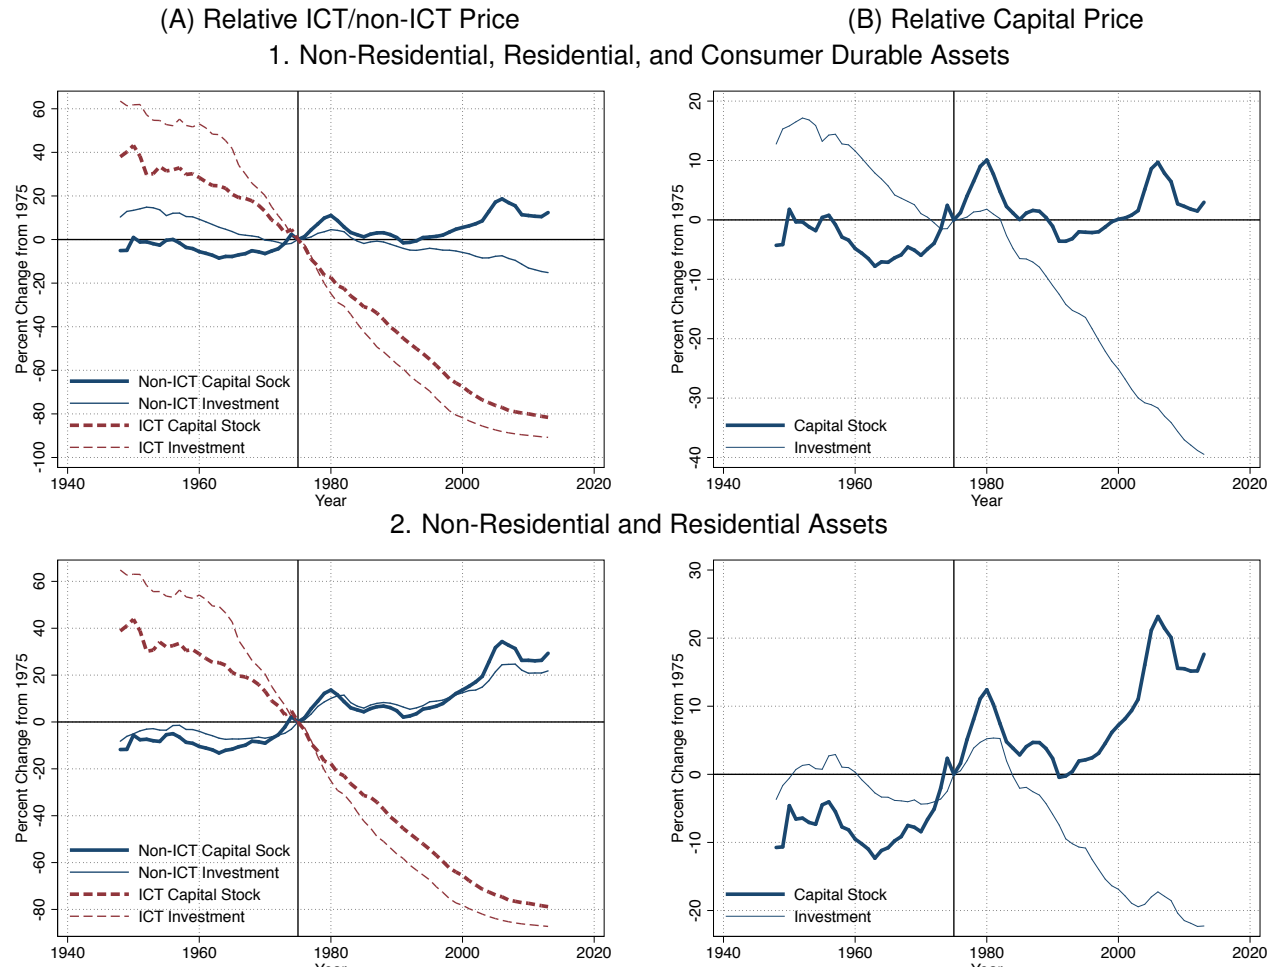 (A) Relative ICT/non-ICT Price
(B) Relative Capital Price
1. Non-Residential, Residential, and Consumer Durable Assets
Percent Change from 1975
60
40
20
0
-20
-40
-60
-80
-100
Non-ICT Capital Sock
Non-ICT Investment
ICT Capital Stock
ICT Investment
1940 1960 1980 2000 2020
Year
Percent Change from 1975
20
10
0
-10
-20
-30
-40
Capital Stock
Investment
1940 1960 1980 2000 2020
Year
2. Non-Residential and Residential Assets
Percent Change from 1975
60
40
20
0
-20
-40
-60
-80
Non-ICT Capital Sock
Non-ICT Investment
ICT Capital Stock
ICT Investment
1940 1960 1980 2000 2020
Year
Percent Change from 1975
30
20
10
0
-10
-20
Capital Stock
Investment
1940 1960 1980 2000 2020
Year